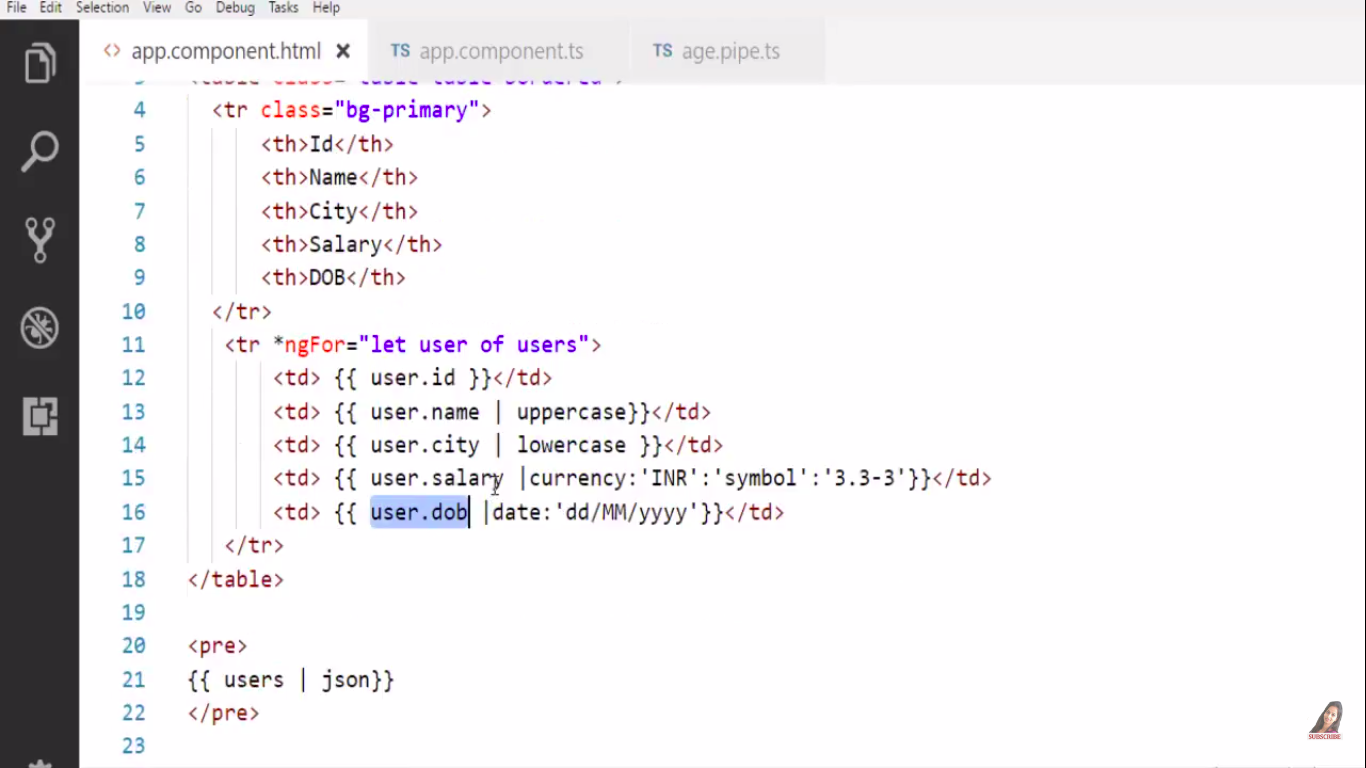 File Edit Selection View Go Debug Tasks Help
<> app.component.html × TS app.component.ts TS age.pipe.ts
4 <tr class="bg-primary">
5 <th>Id</th>
6 <th>Name</th>
7 <th>City</th>
8 <th>Salary</th>
9 <th>DOB</th>
10 </tr>
11 <tr *ngFor="let user of users">
12 <td> {{ user.id }}</td>
13 <td> {{ user.name | uppercase}}</td>
14 <td> {{ user.city | lowercase }}</td>
15 <td> {{ user.salary |currency:'INR':'symbol':'3.3-3'}}</td>
16 <td> {{ user.dob |date:'dd/MM/yyyy'}}</td>
17 </tr>
18 </table>
19
20 <pre>
21 {{ users | json}}
22 </pre>
23
SUBSCRIBE